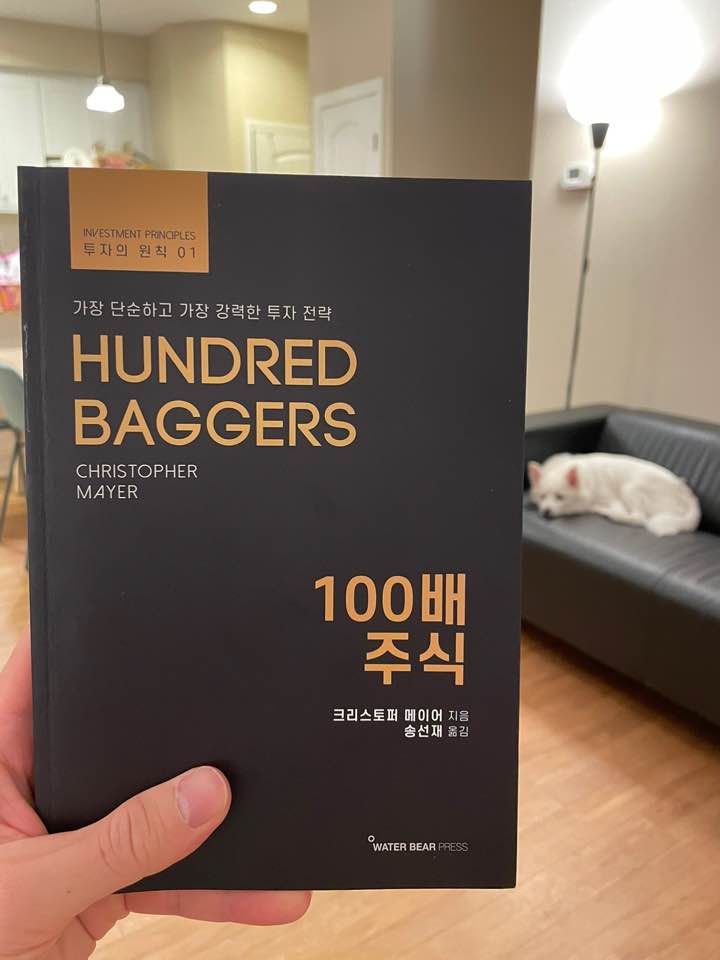 INVESTMENT PRINCIPLES
투자의 원칙 01
가장 단순하고 가장 강력한 투자 전략
HUNDRED
BAGGERS
CHRISTOPHER
MAYER
100배
주식
크리스토퍼 메이어 지음
송선재 옮김
WATER BEAR PRESS